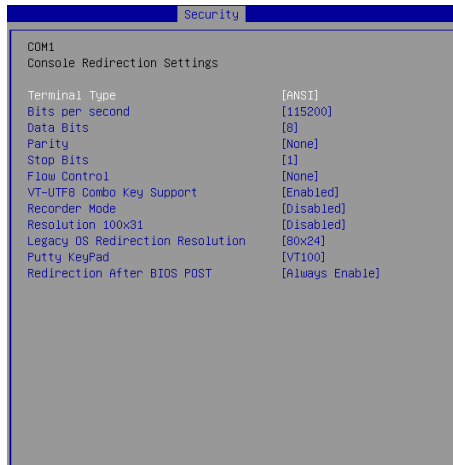 Security
COM1
Console Redirection Settings
Terminal Type [ANSI]
Bits per second [115200]
Data Bits [8]
Parity [None]
Stop Bits [1]
Flow Control [None]
VT-UTF8 Combo Key Support [Enabled]
Recorder Mode [Disabled]
Resolution 100x31 [Disabled]
Legacy OS Redirection Resolution [80x24]
Putty KeyPad [VT100]
Redirection After BIOS POST [Always Enable]